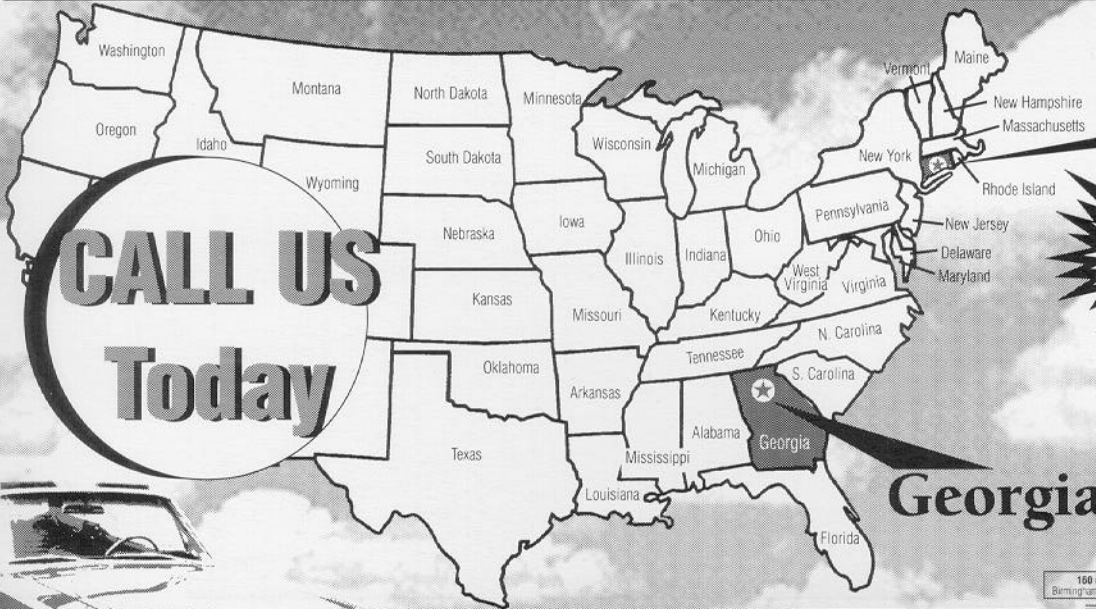 Washington
Montana
North Dakota
Minnesota
Vermont
Maine
Oregon
Idaho
Wisconsin
New Hampshire
Massachusetts
South Dakota
Michigan
New York
Wyoming
Rhode Island
Pennsylvania
Nebraska
Iowa
Ohio
New Jersey
Illinois
Indiana
Delaware
Maryland
West
Virginia
Virginia
CALL US
Today
Kansas
Missouri
Kentucky
N. Carolina
Tennessee
Oklahoma
Arkansas
S. Carolina
Texas
Mississippi
Alabama
Georgia
Louisiana
Georgia
Florida
160
Birmingham